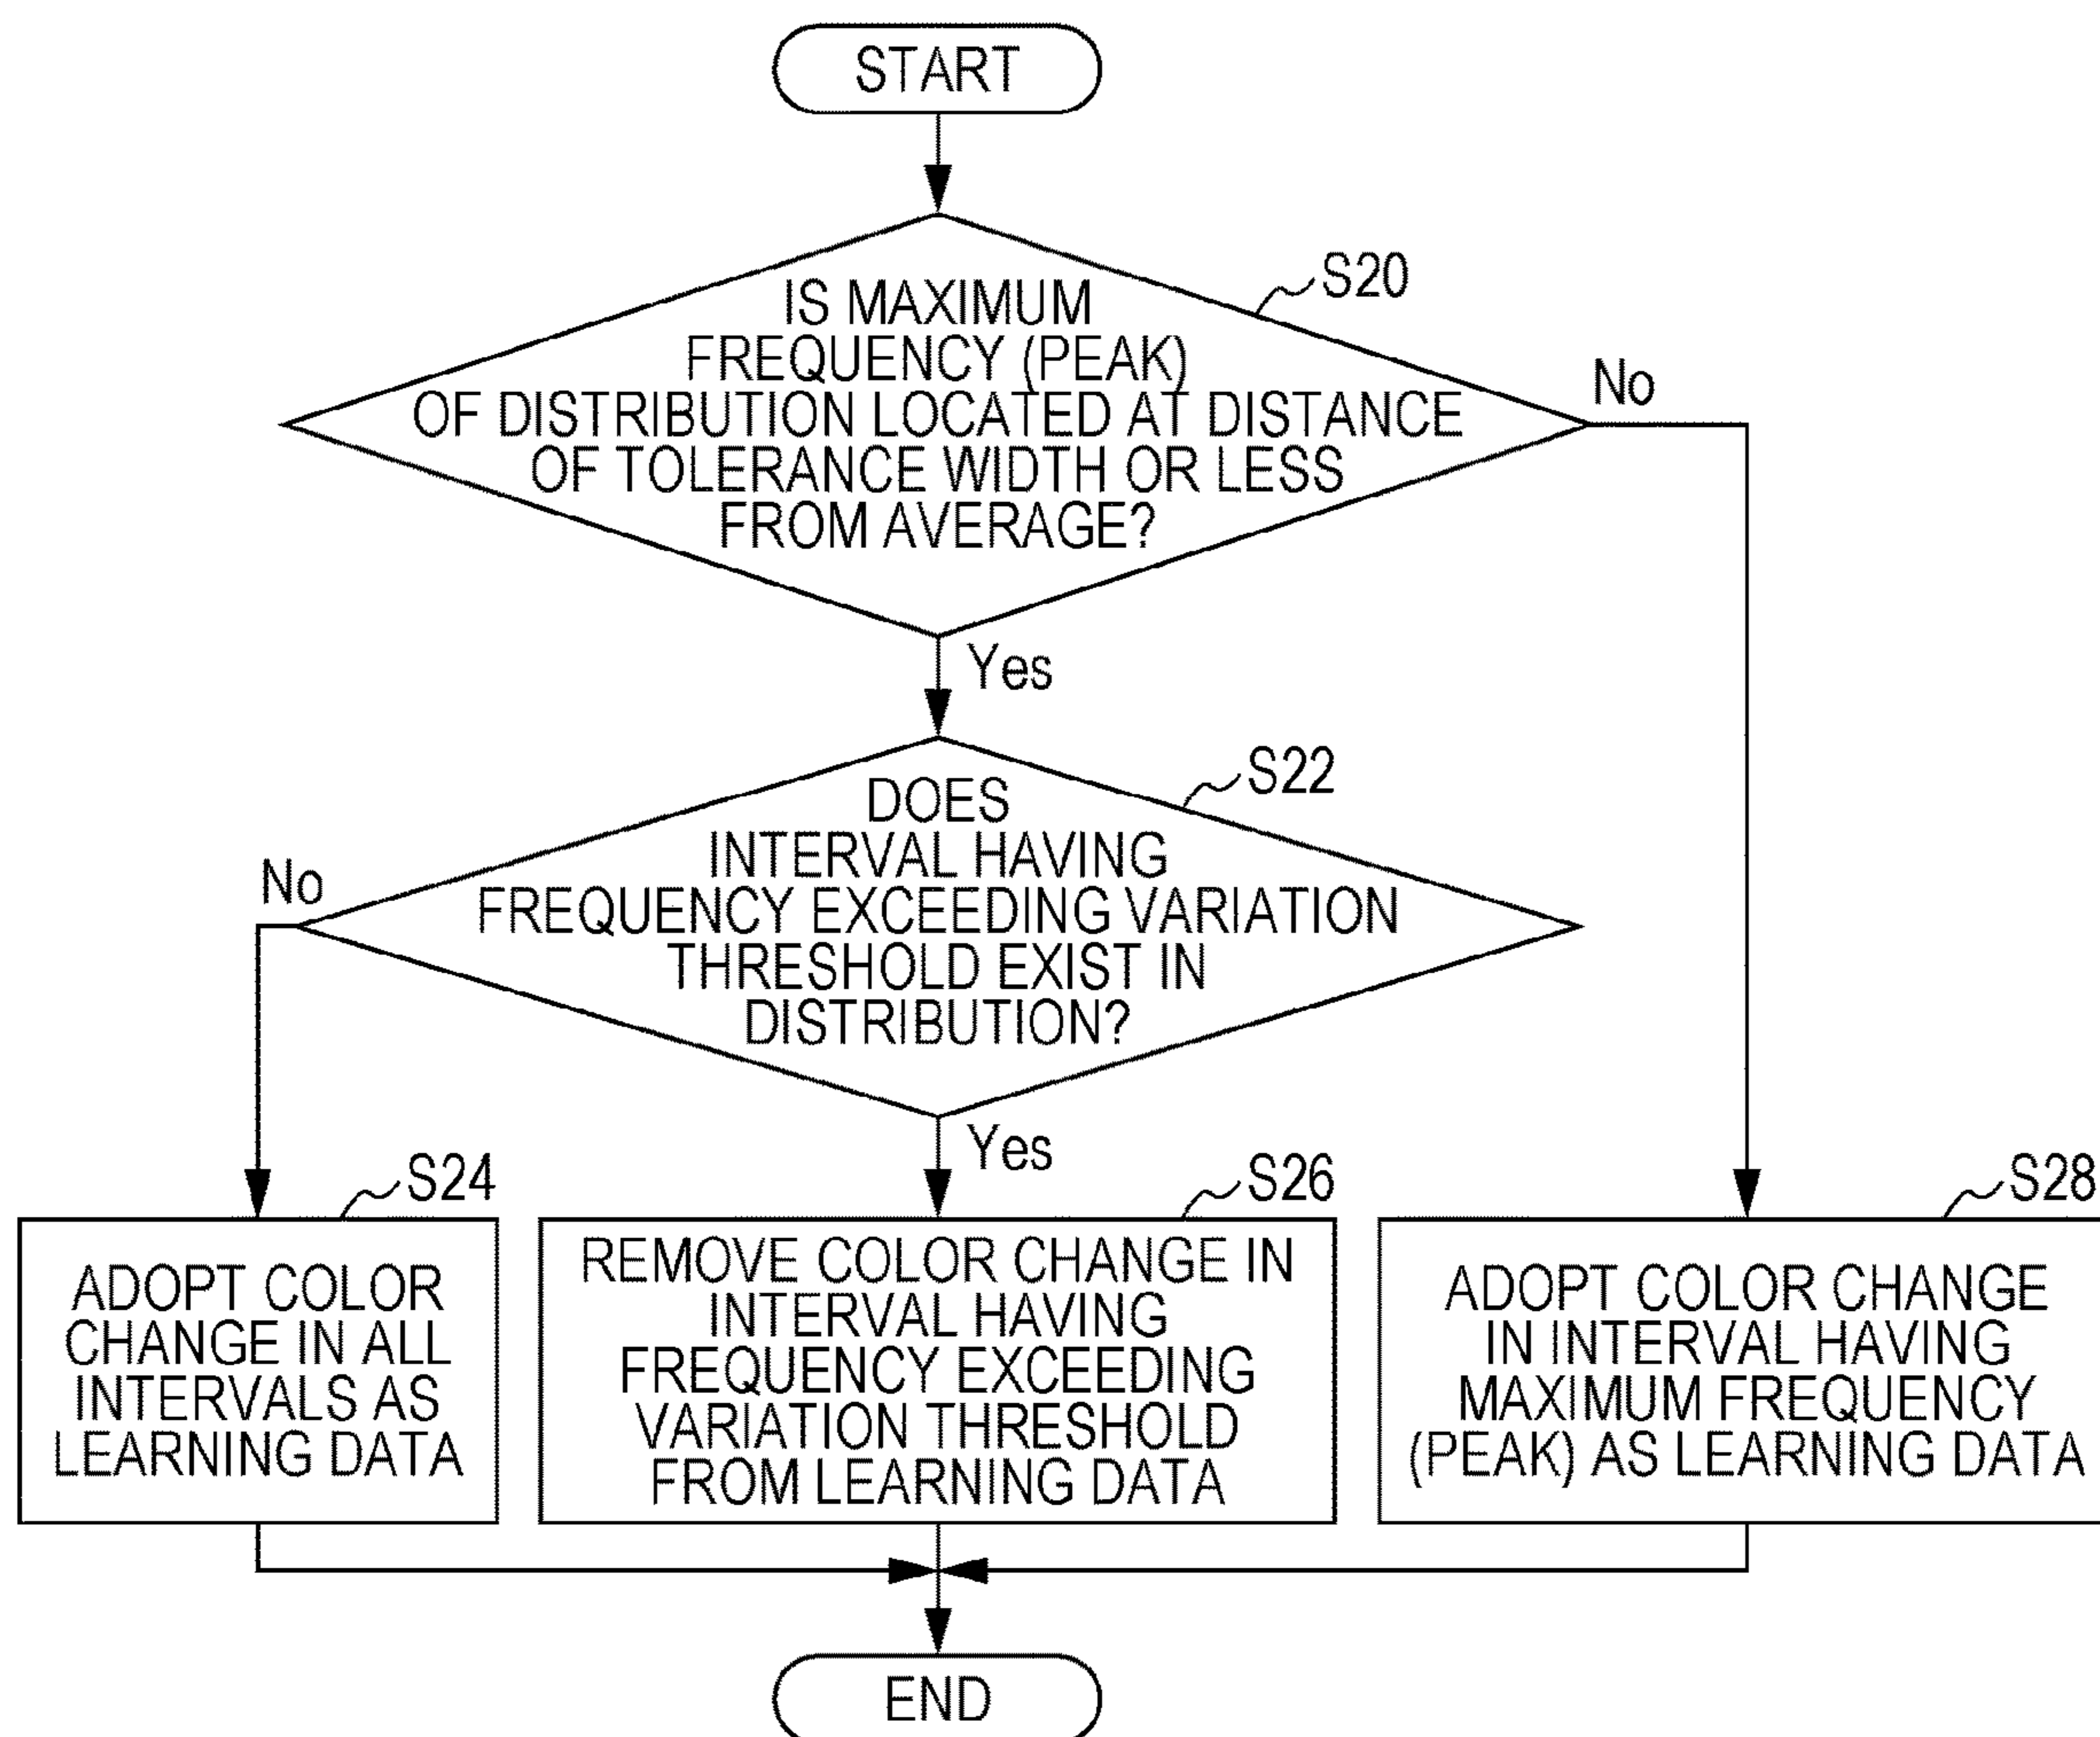 START
S20
IS MAXIMUM
FREQUENCY (PEAK)
OF DISTRIBUTION LOCATED AT DISTANCE
OF TOLERANCE WIDTH OR LESS
FROM AVERAGE?
No
Yes
S22
DOES
INTERVAL HAVING
FREQUENCY EXCEEDING VARIATION
THRESHOLD EXIST IN
DISTRIBUTION?
No
Yes
S24
ADOPT COLOR
CHANGE IN ALL
INTERVALS AS
LEARNING DATA
S26
REMOVE COLOR CHANGE IN
INTERVAL HAVING
FREQUENCY EXCEEDING
VARIATION THRESHOLD
FROM LEARNING DATA
S28
ADOPT COLOR CHANGE
IN INTERVAL HAVING
MAXIMUM FREQUENCY
(PEAK) AS LEARNING DATA
END